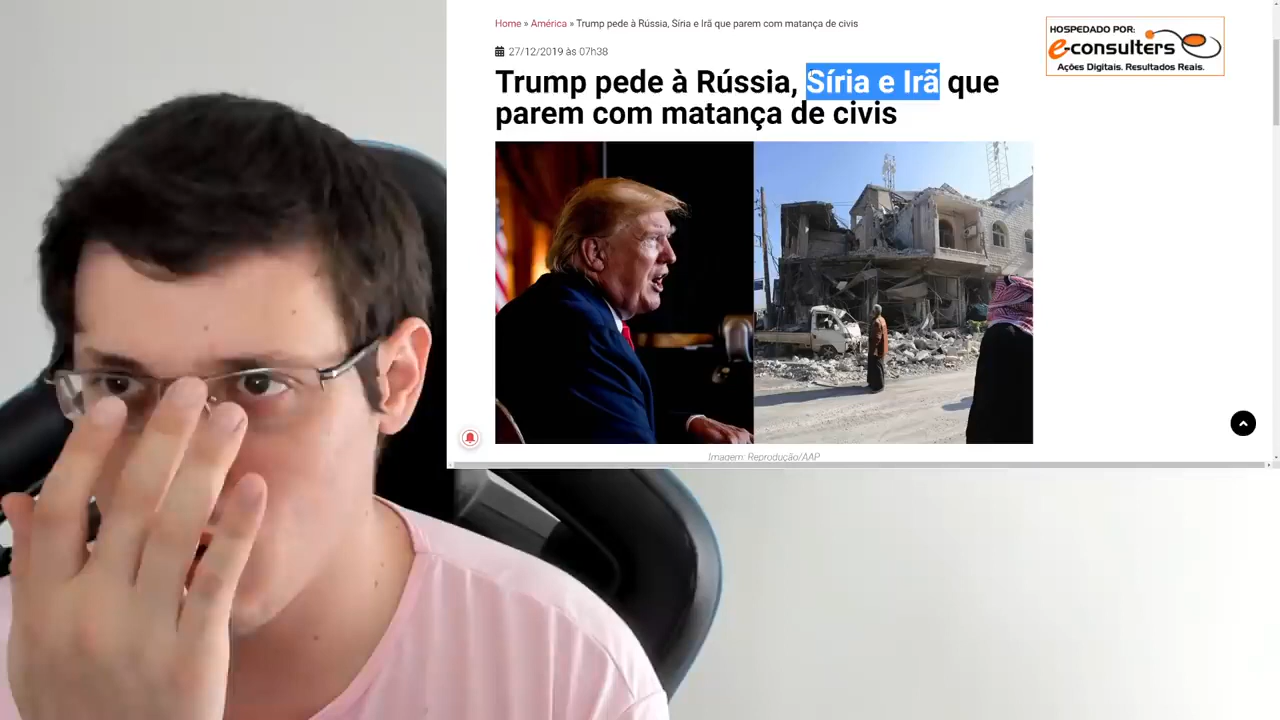 Home » América » Trump pede à Rússia, Síria e Irã que parem com matança de civis
HOSPEDADO POR:
e-consulters
Ações Digitais. Resultados Reais.
27/12/2019 às 07h38
Trump pede à Rússia, Síria e Irã que
parem com matança de civis
Imagem: Reprodução/AAP